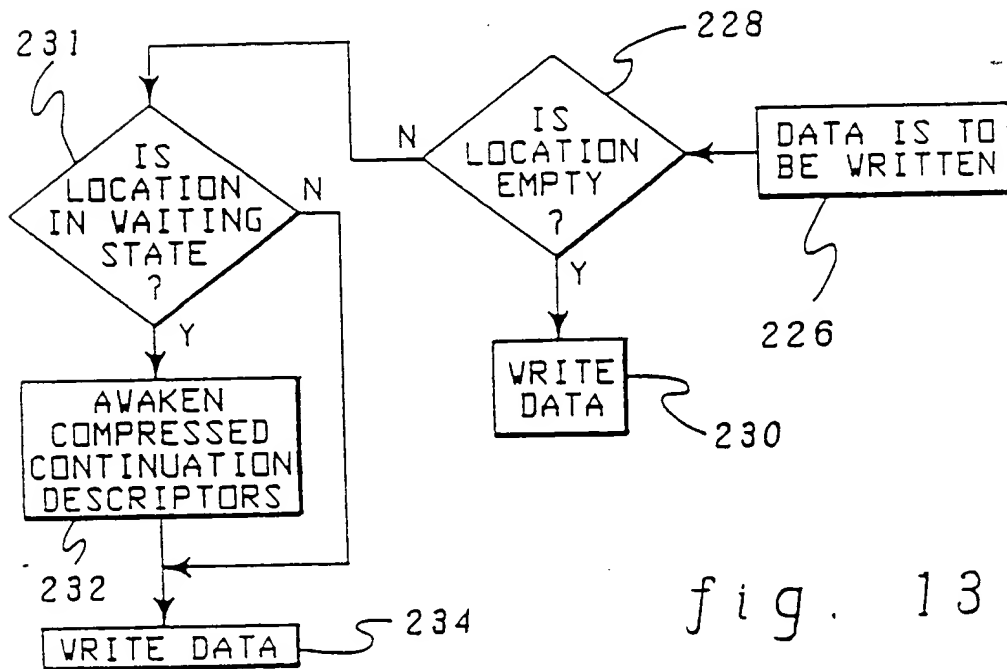 231
228
IS
LOCATION
IN WAITING
STATE
?
N
Y
N
IS
LOCATION
EMPTY
?
Y
DATA IS TO
BE WRITTEN
226
WRITE
DATA
230
AWAKEN
COMPRESSED
CONTINUATION
DESCRIPTORS
232
WRITE DATA
234
fig. 13